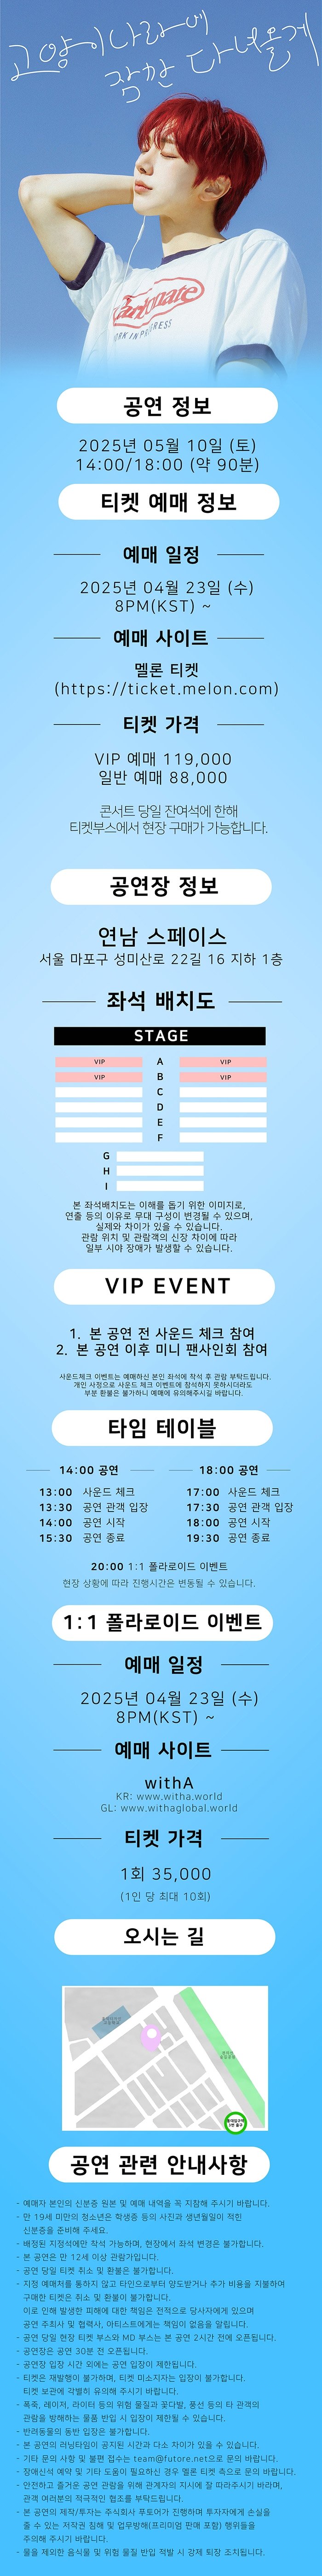 고양이나라에
잠깐 다녀올게
Cartoonate
WORK IN PROGRESS
공연 정보
2025년 05월 10일 (토)
14:00/18:00 (약 90분)
티켓 예매 정보
예매 일정
2025년 04월 23일 (수)
8PM(KST) ~
예매 사이트
멜론 티켓
(https://ticket.melon.com)
티켓 가격
VIP 예매 119,000
일반 예매 88,000
콘서트 당일 잔여석에 한해
티켓부스에서 현장 구매가 가능합니다.
공연장 정보
연남 스페이스
서울 마포구 성미산로 22길 16 지하 1층
좌석 배치도
STAGE
VIP A VIP
VIP B VIP
C
D
E
F
G
H
I
본 좌석배치도는 이해를 돕기 위한 이미지로,
연출 등의 이유로 무대 구성이 변경될 수 있으며,
실제와 차이가 있을 수 있습니다.
관람 위치 및 관람객의 신장 차이에 따라
일부 시야 장애가 발생할 수 있습니다.
VIP EVENT
1. 본 공연 전 사운드 체크 참여
2. 본 공연 이후 미니 팬사인회 참여
사운드체크 이벤트는 예매하신 본인 좌석에 착석 후 관람 부탁드립니다.
개인 사정으로 사운드 체크 이벤트에 참석하지 못하시더라도
부분 환불은 불가하니 예매에 유의해주시길 바랍니다.
타임 테이블
14:00 공연
13:00 사운드 체크
13:30 공연 관객 입장
14:00 공연 시작
15:30 공연 종료
18:00 공연
17:00 사운드 체크
17:30 공연 관객 입장
18:00 공연 시작
19:30 공연 종료
20:00 1:1 폴라로이드 이벤트
현장 상황에 따라 진행시간은 변동될 수 있습니다.
1:1 폴라로이드 이벤트
예매 일정
2025년 04월 23일 (수)
8PM(KST) ~
예매 사이트
withA
KR: www.witha.world
GL: www.withaglobal.world
티켓 가격
1회 35,000
(1인 당 최대 10회)
오시는 길
공연 관련 안내사항
- 예매자 본인의 신분증 원본 및 예매 내역을 꼭 지참해 주시기 바랍니다.
- 만 19세 미만의 청소년은 학생증 등의 사진과 생년월일이 적힌
신분증을 준비해 주세요.
- 배정된 지정석에만 착석 가능하며, 현장에서 좌석 변경은 불가합니다.
- 본 공연은 만 12세 이상 관람가입니다.
- 공연 당일 티켓 취소 및 환불은 불가합니다.
- 지정 예매처를 통하지 않고 타인으로부터 양도받거나 추가 비용을 지불하여
구매한 티켓은 취소 및 환불이 불가합니다.
이로 인해 발생한 피해에 대한 책임은 전적으로 당사자에게 있으며
공연 주최사 및 협력사, 아티스트에게는 책임이 없음을 알립니다.
- 공연 당일 현장 티켓 부스와 MD 부스는 본 공연 2시간 전에 오픈됩니다.
- 공연장은 공연 30분 전 오픈됩니다.
- 공연장 입장 시간 외에는 공연 입장이 제한됩니다.
- 티켓은 재발행이 불가하며, 티켓 미소지자는 입장이 불가합니다.
티켓 보관에 각별히 유의해 주시기 바랍니다.
- 폭죽, 레이저, 라이터 등의 위험 물질과 꽃다발, 풍선 등의 타 관객의
관람을 방해하는 물품 반입 시 입장이 제한될 수 있습니다.
- 반려동물의 동반 입장은 불가합니다.
- 본 공연의 러닝타임이 공지된 시간과 다소 차이가 있을 수 있습니다.
- 기타 문의 사항 및 불편 접수는 team@futore.net으로 문의 바랍니다.
- 장애인석 예약 및 기타 도움이 필요하신 경우 멜론 티켓 측으로 문의 바랍니다.
- 안전하고 즐거운 공연 관람을 위해 관계자의 지시에 잘 따라주시기 바라며,
관객 여러분의 적극적인 협조를 부탁드립니다.
- 본 공연의 제작/투자는 주식회사 푸토어가 진행하며 투자자에게 손실을
줄 수 있는 저작권 침해 및 업무방해(프리미엄 판매 포함) 행위들을
주의해 주시기 바랍니다.
- 물을 제외한 음식물 및 위험 물질 반입 적발 시 강제 퇴장 조치됩니다.